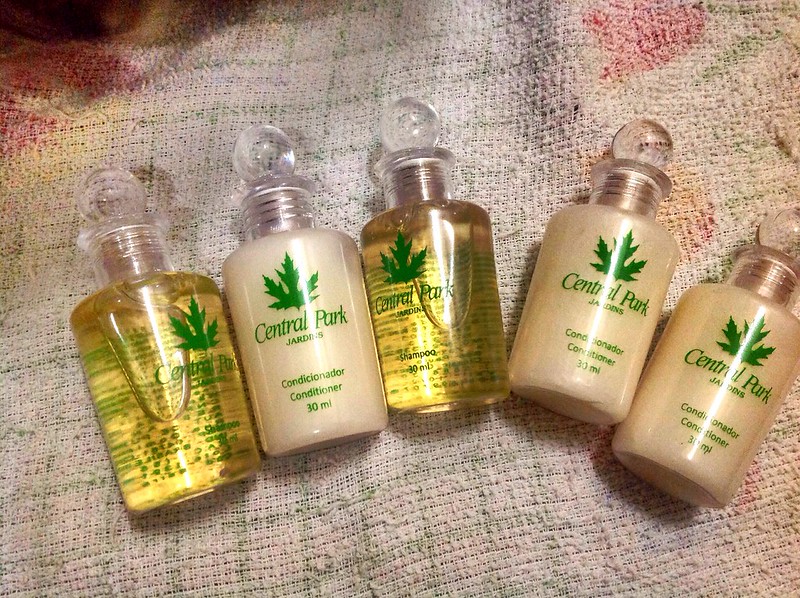 Central Park
Shampoo
Central Park
JARDINS
Condicionador
Conditioner
30 ml
Central Park
JARDINS
Shampoo
30 ml
Central Park
JARDINS
Condicionador
Conditioner
30 ml
Central Park
JARDINS
Condicionador
Conditioner
30 ml